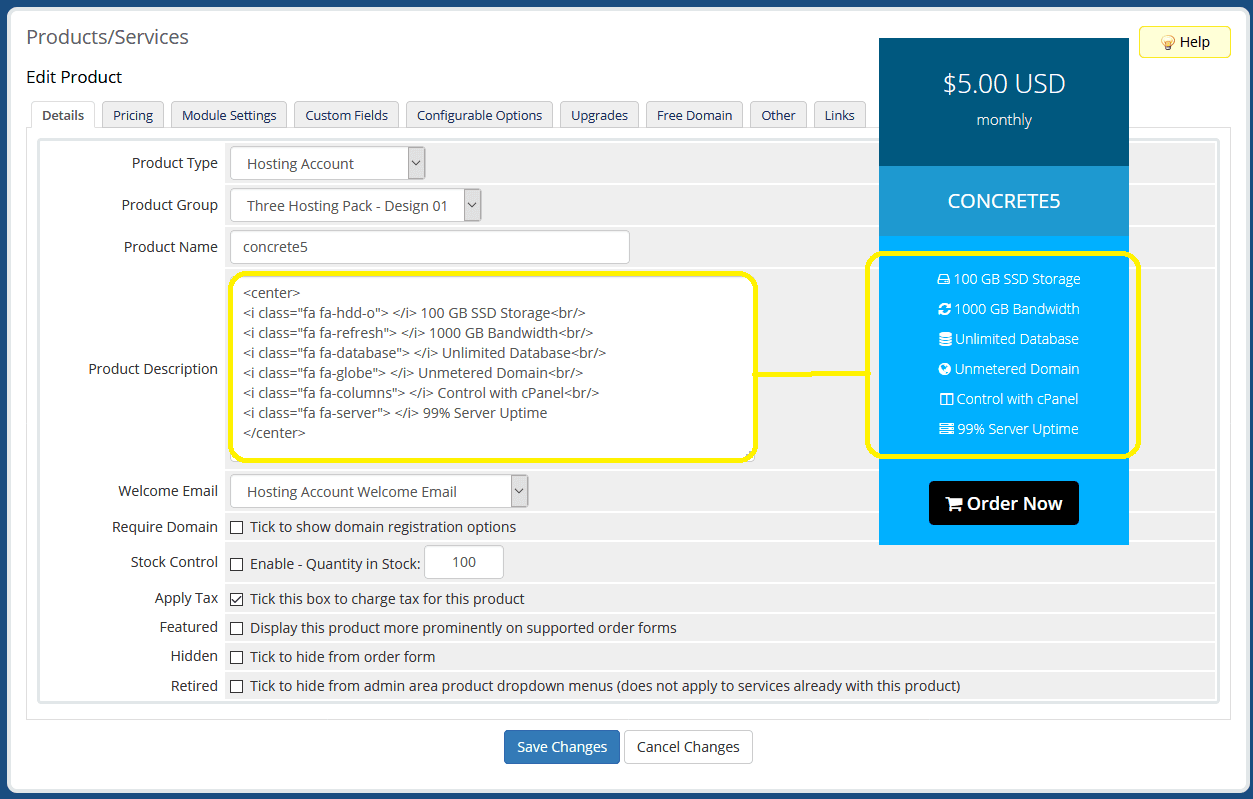 Products/Services
Help
Edit Product
Details Pricing Module Settings Custom Fields Configurable Options Upgrades Free Domain Other Links
Product Type Hosting Account
Product Group Three Hosting Pack - Design 01
Product Name concrete5
Product Description
<center>
<i class="fa fa-hdd-o"> </i> 100 GB SSD Storage<br/>
<i class="fa fa-refresh"> </i> 1000 GB Bandwidth<br/>
<i class="fa fa-database"> </i> Unlimited Database<br/>
<i class="fa fa-globe"> </i> Unmetered Domain<br/>
<i class="fa fa-columns"> </i> Control with cPanel<br/>
<i class="fa fa-server"> </i> 99% Server Uptime
</center>
Welcome Email Hosting Account Welcome Email
Require Domain Tick to show domain registration options
Stock Control Enable - Quantity in Stock: 100
Apply Tax Tick this box to charge tax for this product
Featured Display this product more prominently on supported order forms
Hidden Tick to hide from order form
Retired Tick to hide from admin area product dropdown menus (does not apply to services already with this product)
Save Changes Cancel Changes
$5.00 USD
monthly
CONCRETE5
100 GB SSD Storage
1000 GB Bandwidth
Unlimited Database
Unmetered Domain
Control with cPanel
99% Server Uptime
Order Now